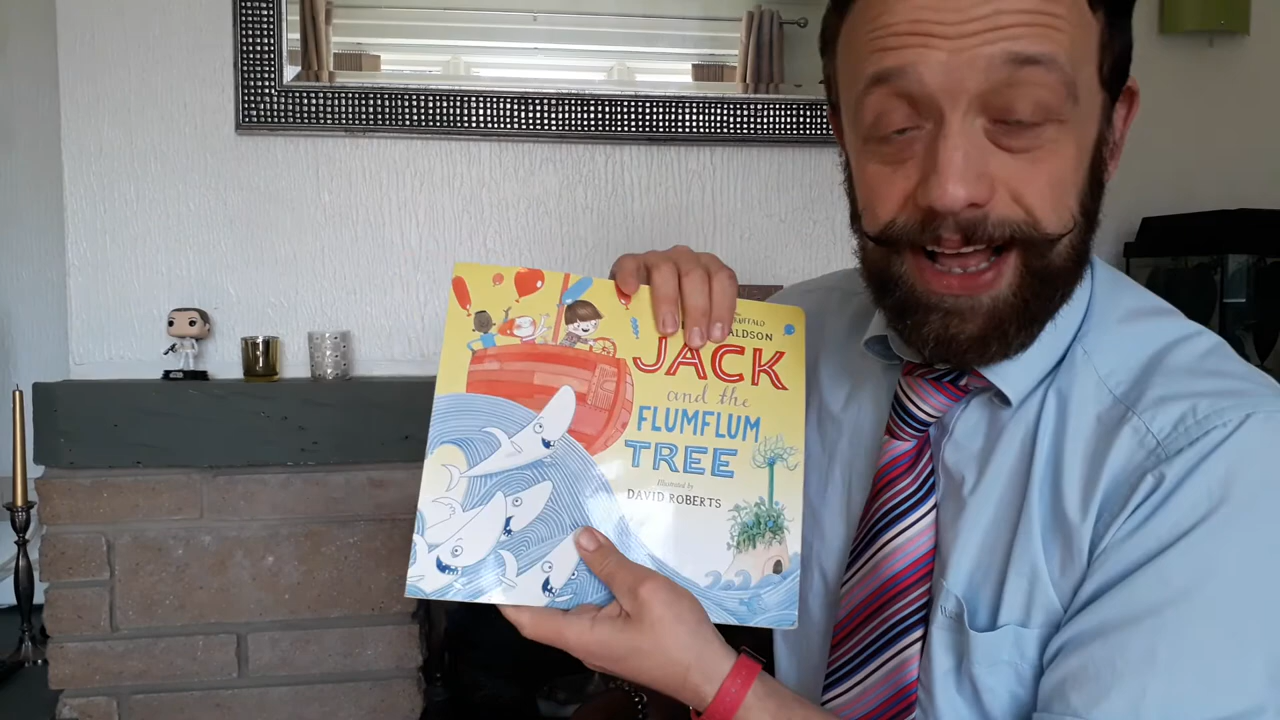 JACK
and the
FLUMFLUM
TREE
Illustrated by
DAVID ROBERTS